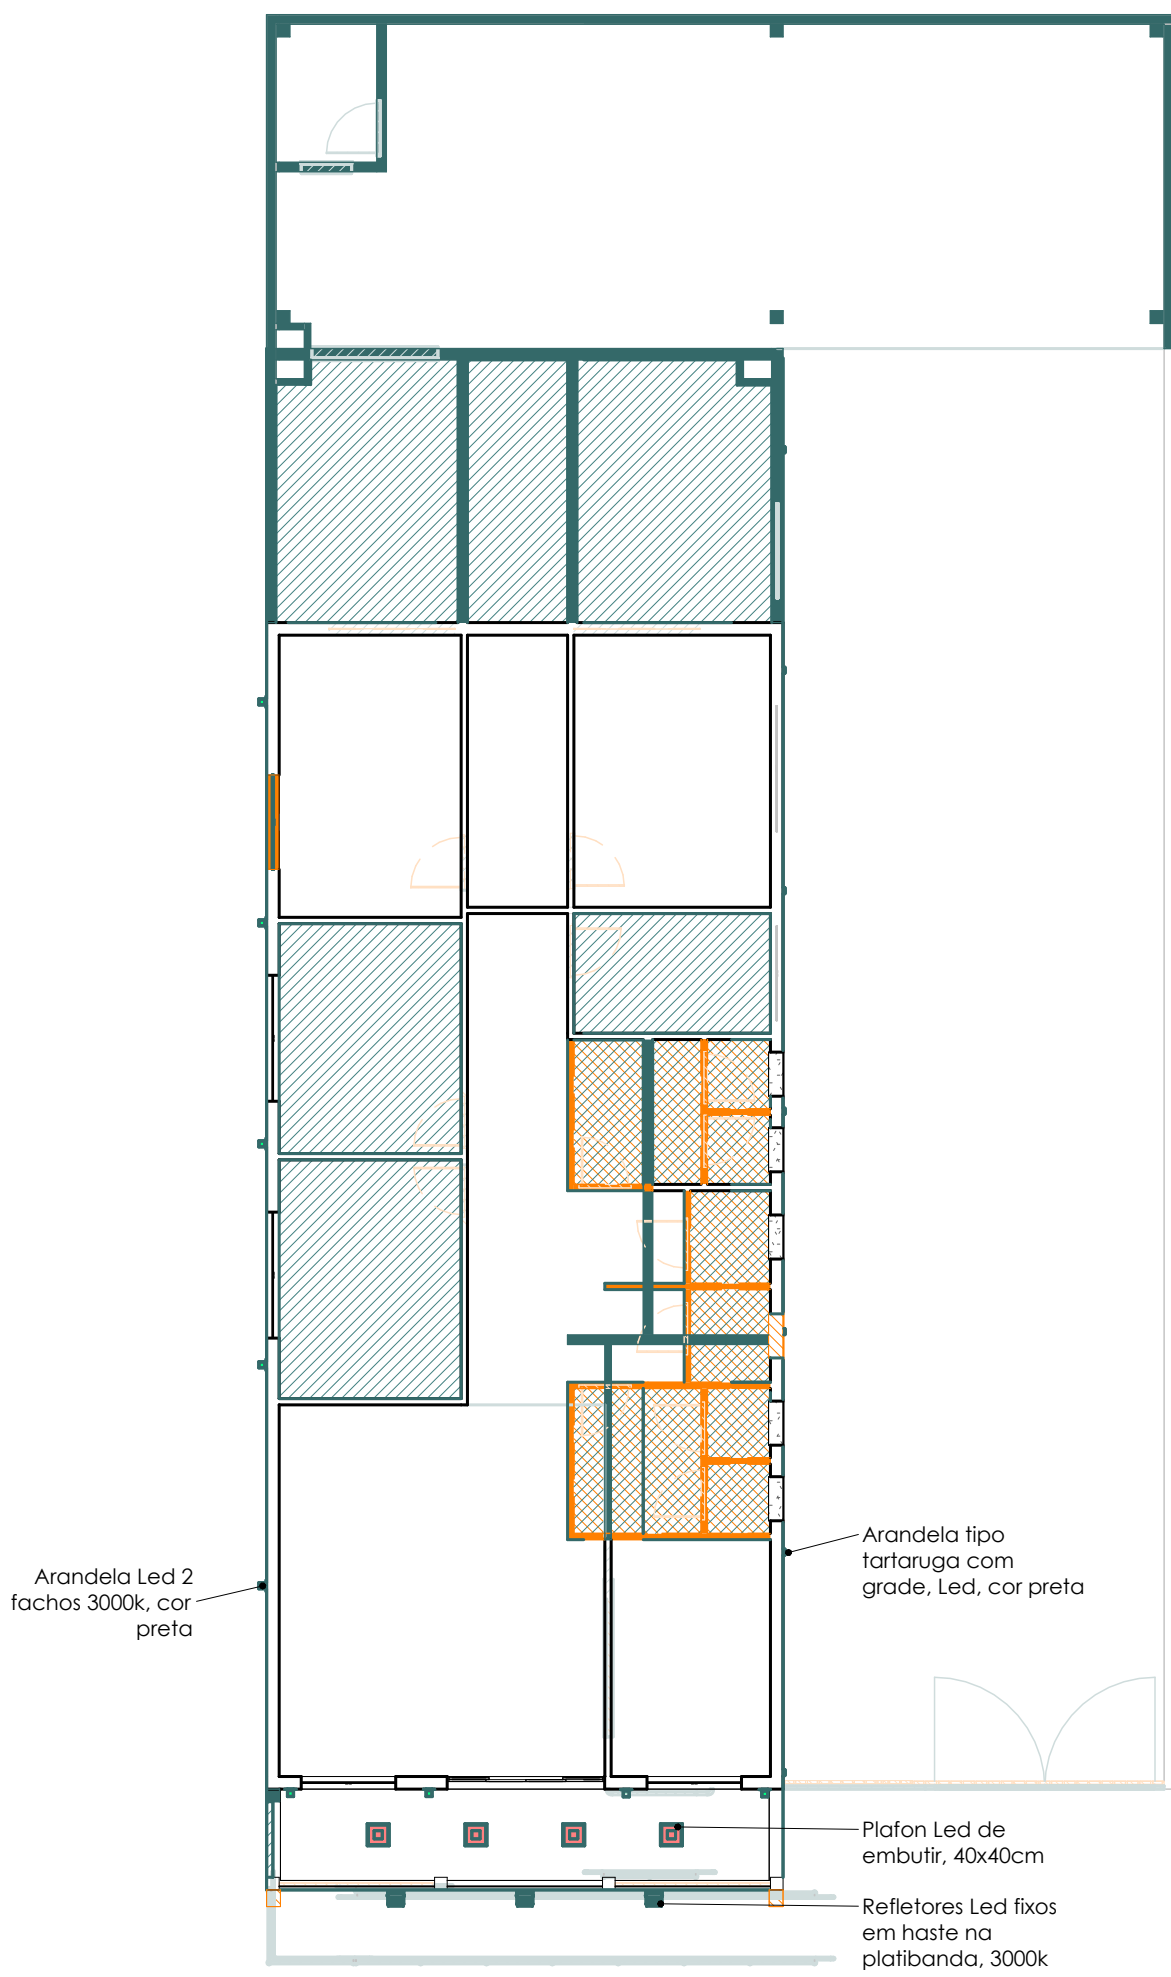 Arandela tipo
tartaruga com
grade, Led, cor preta
Arandela Led 2
fachos 3000k, cor
preta
Plafon Led de
embutir, 40x40cm
Refletores Led fixos
em haste na
platibanda, 3000k